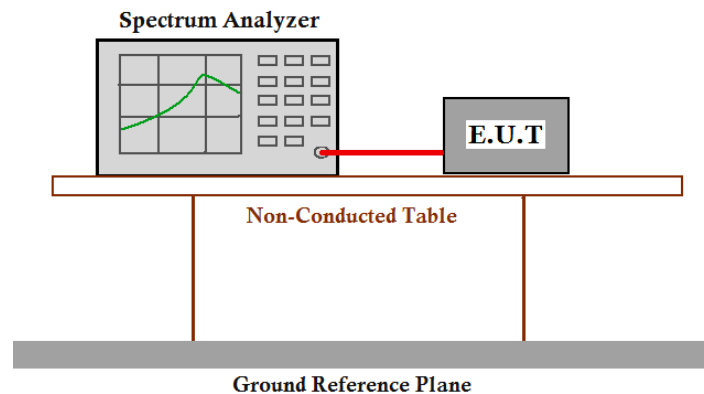 Spectrum Analyzer
E.U.T
Non-Conducted Table
Ground Reference Plane